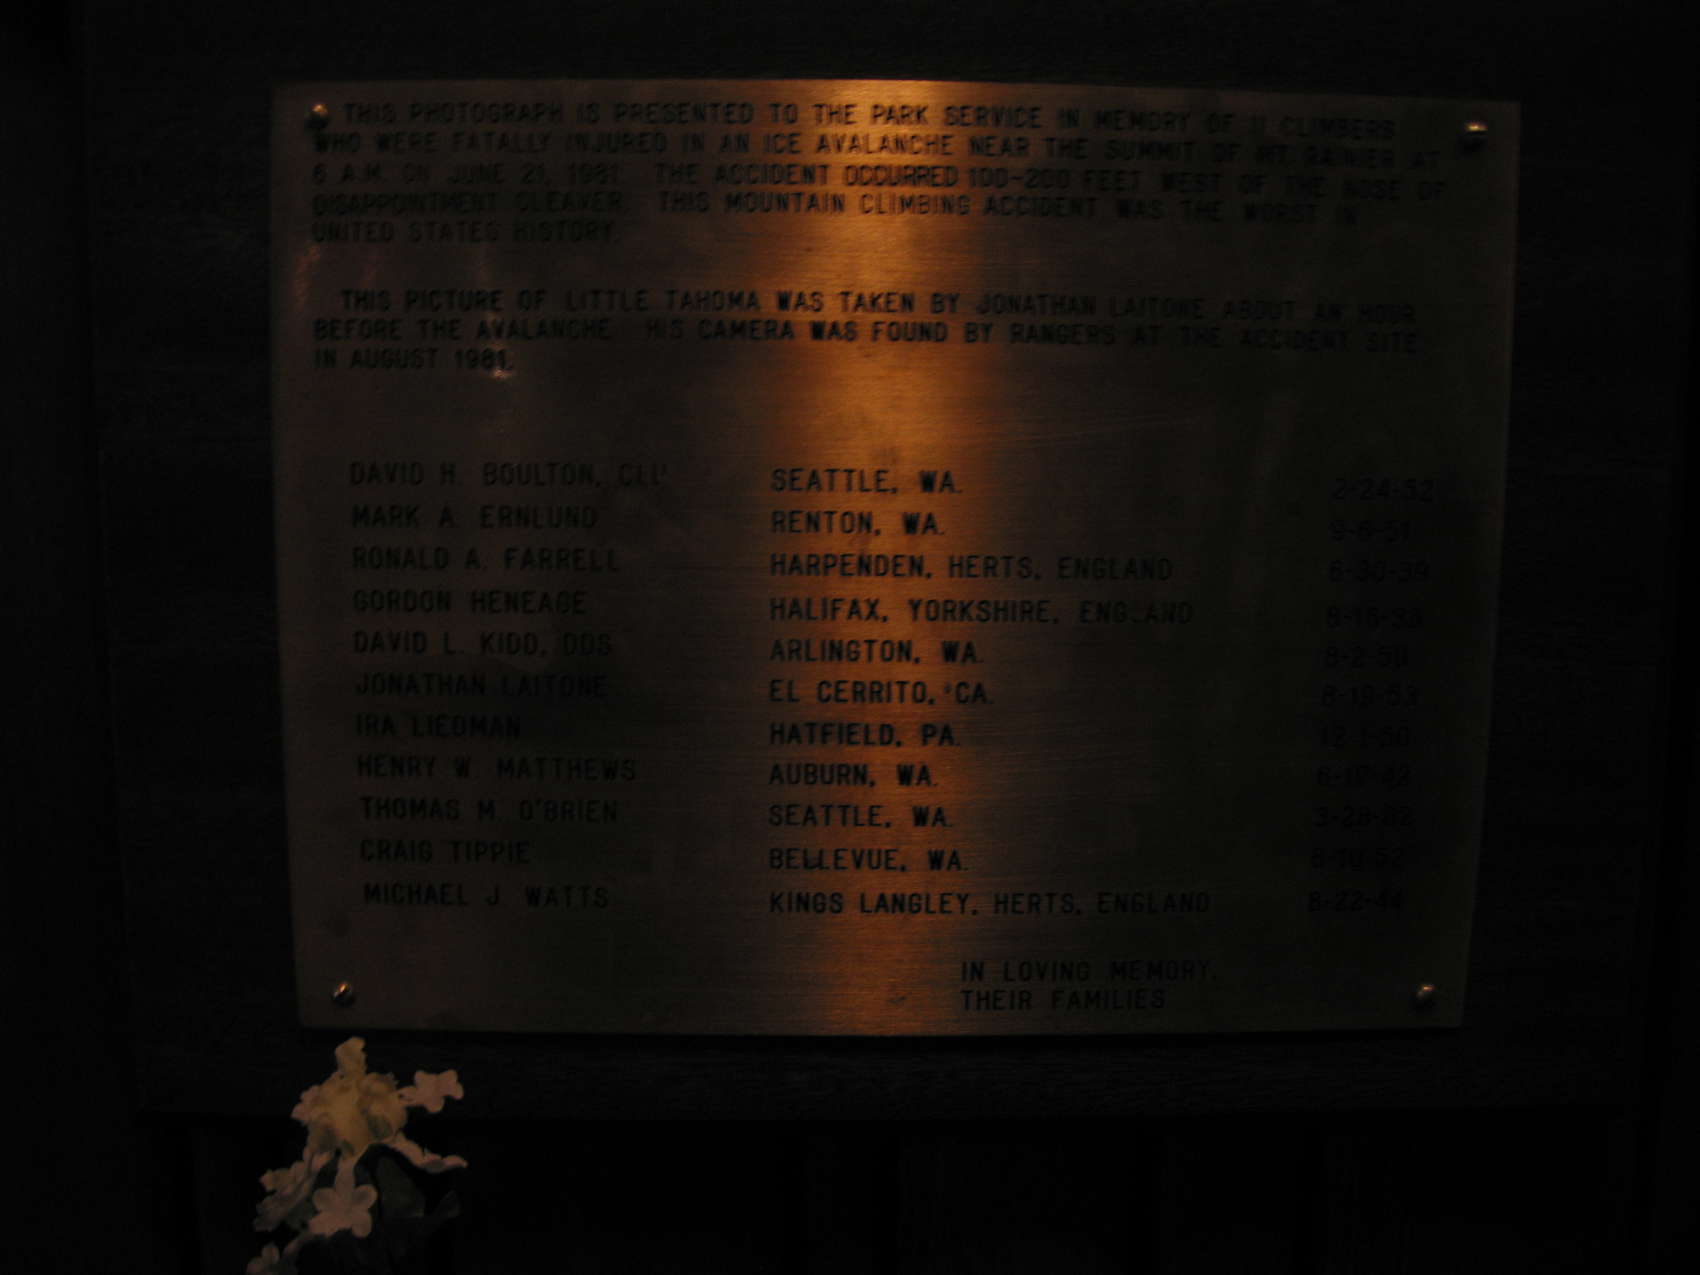 THIS PHOTOGRAPH IS PRESENTED TO THE PARK SERVICE IN MEMORY OF 11 CLIMBERS
WHO WERE FATALLY INJURED IN AN ICE AVALANCHE NEAR THE SUMMIT OF MT. RAINIER AT
6 A.M. ON JUNE 21, 1981. THE ACCIDENT OCCURRED 100-200 FEET WEST OF THE NOSE OF
DISAPPOINTMENT CLEAVER. THIS MOUNTAIN CLIMBING ACCIDENT WAS THE WORST IN
UNITED STATES HISTORY.
THIS PICTURE OF LITTLE TAHOMA WAS TAKEN BY JONATHAN LAITONE ABOUT AN HOUR
BEFORE THE AVALANCHE. HIS CAMERA WAS FOUND BY RANGERS AT THE ACCIDENT SITE
IN AUGUST 1981.
DAVID H. BOULTON, CLU SEATTLE, WA. 2-24-52
MARK A. ERNLUND RENTON, WA. 9-6-51
RONALD A. FARRELL HARPENDEN, HERTS, ENGLAND
GORDON HENEAGE HALIFAX, YORKSHIRE, ENGLAND
DAVID L. KIDD, DDS ARLINGTON, WA.
JONATHAN LAITONE EL CERRITO, CA.
IRA LIEDMAN HATFIELD, PA.
HENRY W. MATTHEWS AUBURN, WA.
THOMAS M. O'BRIEN SEATTLE, WA.
CRAIG TIPPIE BELLEVUE, WA.
MICHAEL J. WATTS KINGS LANGLEY, HERTS, ENGLAND
IN LOVING MEMORY,
THEIR FAMILIES